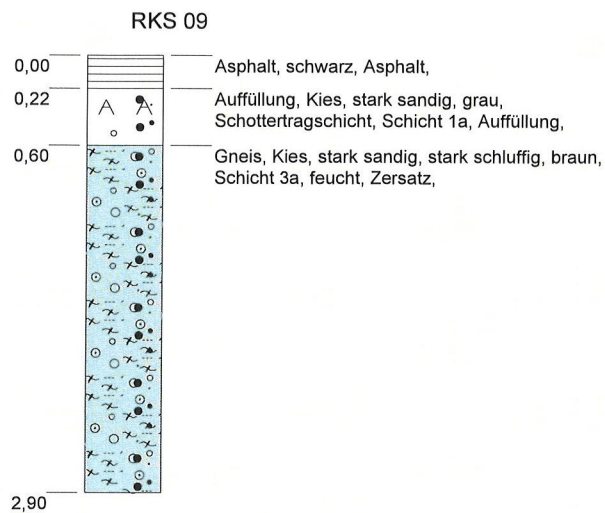 RKS 09
0,00 Asphalt, schwarz, Asphalt,
0,22 Auffüllung, Kies, stark sandig, grau,
Schottertragschicht, Schicht 1a, Auffüllung,
0,60 Gneis, Kies, stark sandig, stark schluffig, braun,
Schicht 3a, feucht, Zersatz,
2,90